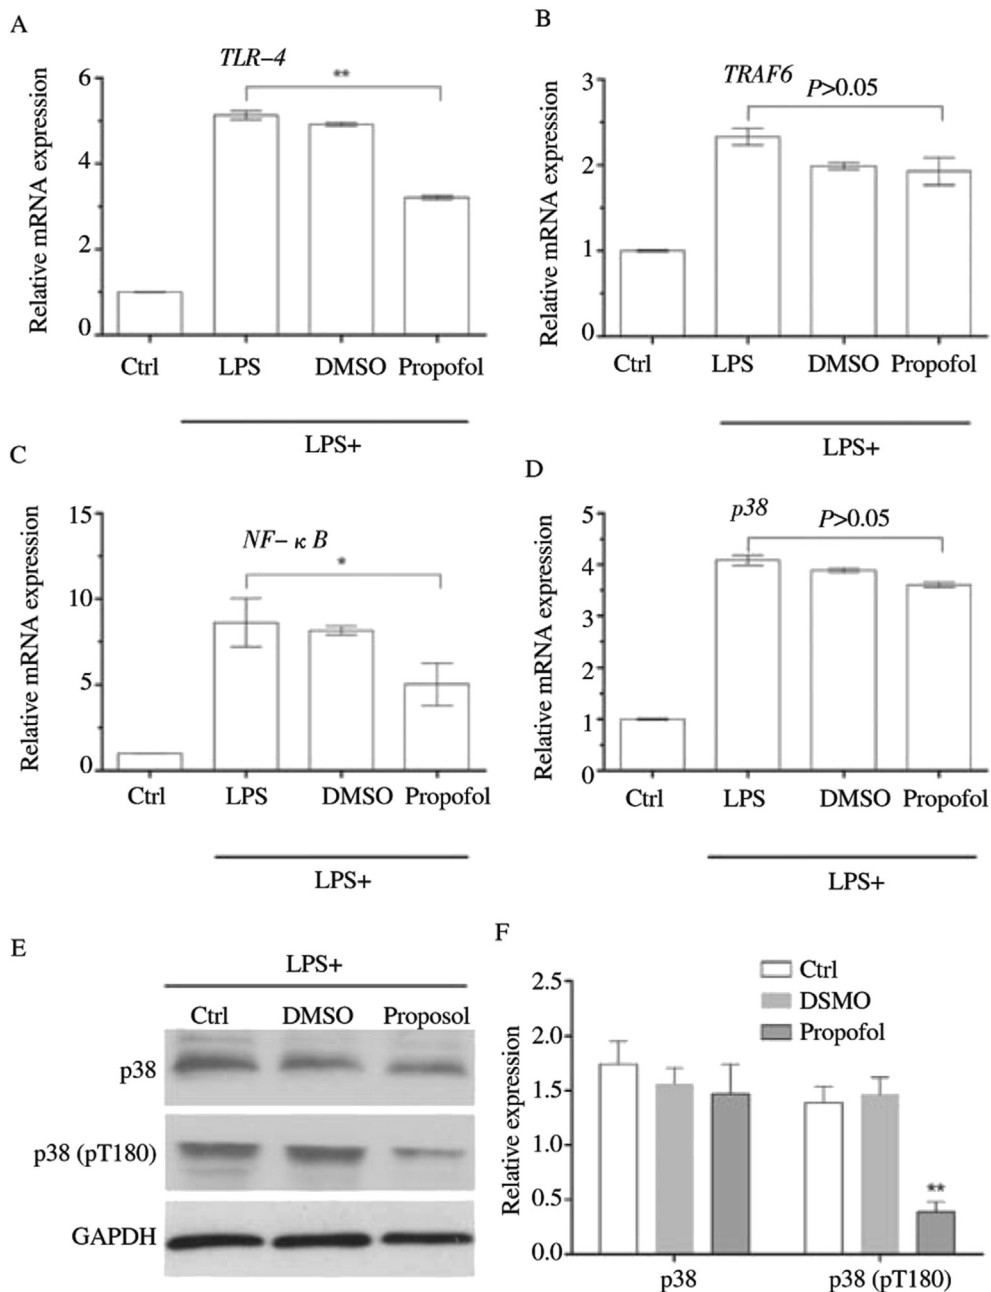 A
TLR-4
**
Relative mRNA expression
6
4
2
0
Ctrl LPS DMSO Propofol
LPS+
B
TRAF6
P>0.05
Relative mRNA expression
3
2
1
0
Ctrl LPS DMSO Propofol
LPS+
C
NF-κB
*
Relative mRNA expression
15
10
5
0
Ctrl LPS DMSO Propofol
LPS+
D
p38
P>0.05
Relative mRNA expression
5
4
3
2
1
0
Ctrl LPS DMSO Propofol
LPS+
E
LPS+
Ctrl DMSO Proposol
p38
p38 (pT180)
GAPDH
F
Ctrl
DSMO
Propofol
Relative expression
2.5
2.0
1.5
1.0
0.5
0.0
**
p38 p38 (pT180)